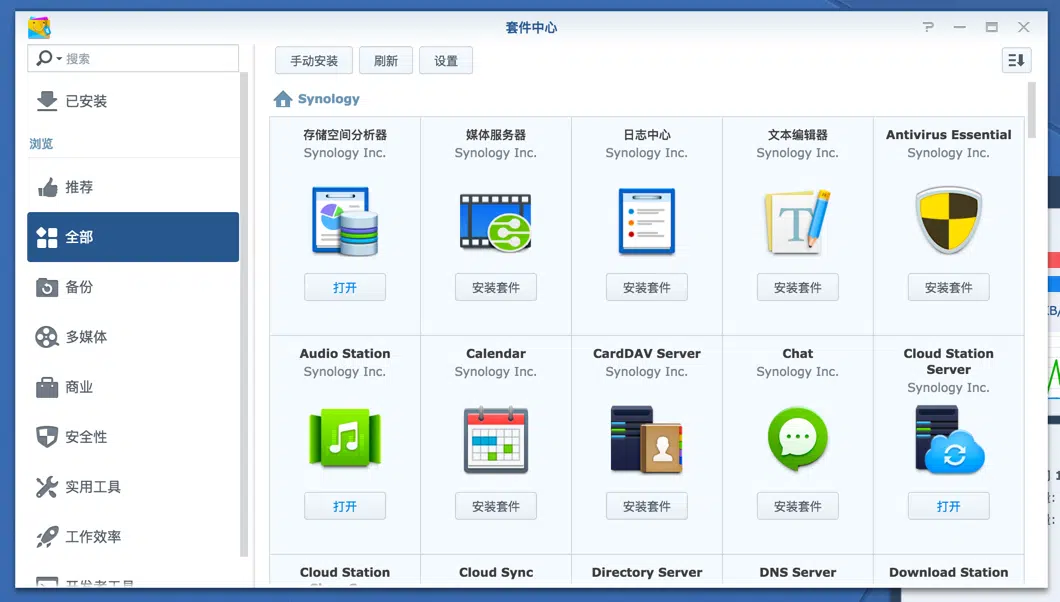 套件中心
搜索
手动安装
刷新
设置
已安装
浏览
推荐
全部
备份
多媒体
商业
安全性
实用工具
工作效率
开发者工具
Synology
存储空间分析器
Synology Inc.
打开
媒体服务器
Synology Inc.
安装套件
日志中心
Synology Inc.
安装套件
文本编辑器
Synology Inc.
安装套件
Antivirus Essential
Synology Inc.
安装套件
Audio Station
Synology Inc.
打开
Calendar
Synology Inc.
安装套件
CardDAV Server
Synology Inc.
安装套件
Chat
Synology Inc.
安装套件
Cloud Station
Server
Synology Inc.
打开
Cloud Station
Cloud Sync
Directory Server
DNS Server
Download Station